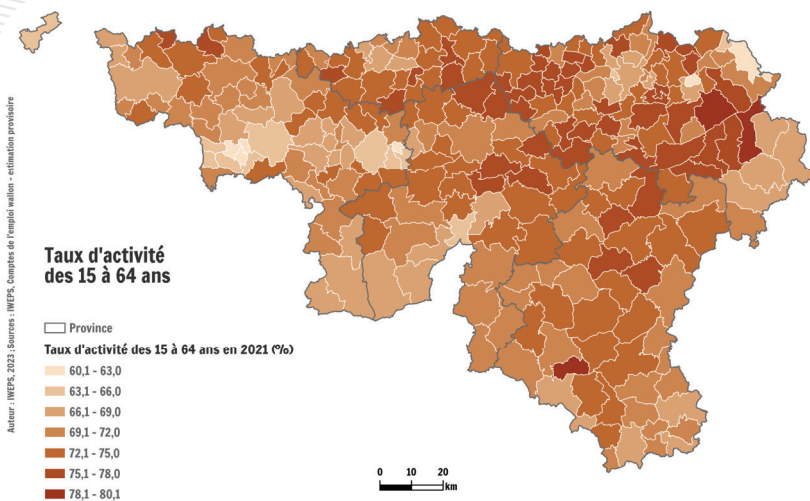 Auteur : IWEPS, 2023 ; Sources : IWEPS, Comptes de l'emploi wallon - estimation provisoire
Taux d'activité
des 15 à 64 ans
Province
Taux d'activité des 15 à 64 ans en 2021 (%)
60,1 - 63,0
63,1 - 66,0
66,1 - 69,0
69,1 - 72,0
72,1 - 75,0
75,1 - 78,0
78,1 - 80,1
0 10 20
km